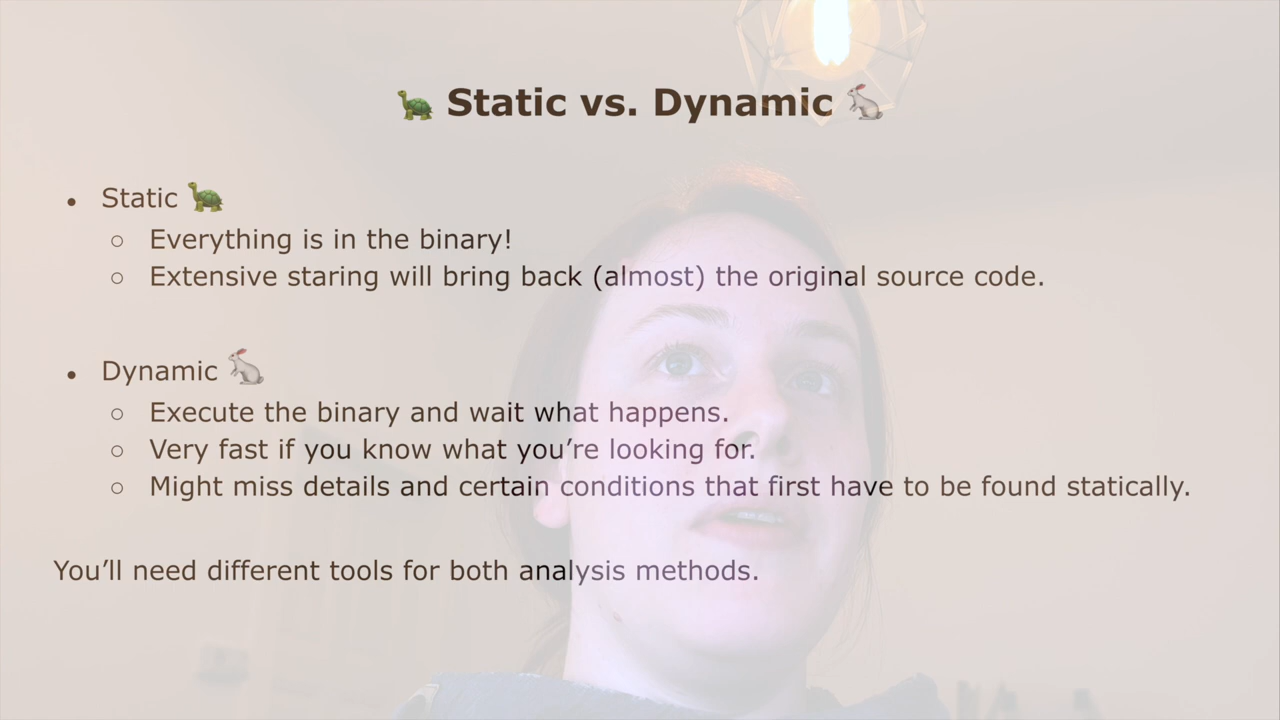 🐢 Static vs. Dynamic 🐇
● Static 🐢
○ Everything is in the binary!
○ Extensive staring will bring back (almost) the original source code.
● Dynamic 🐇
○ Execute the binary and wait what happens.
○ Very fast if you know what you’re looking for.
○ Might miss details and certain conditions that first have to be found statically.
You’ll need different tools for both analysis methods.